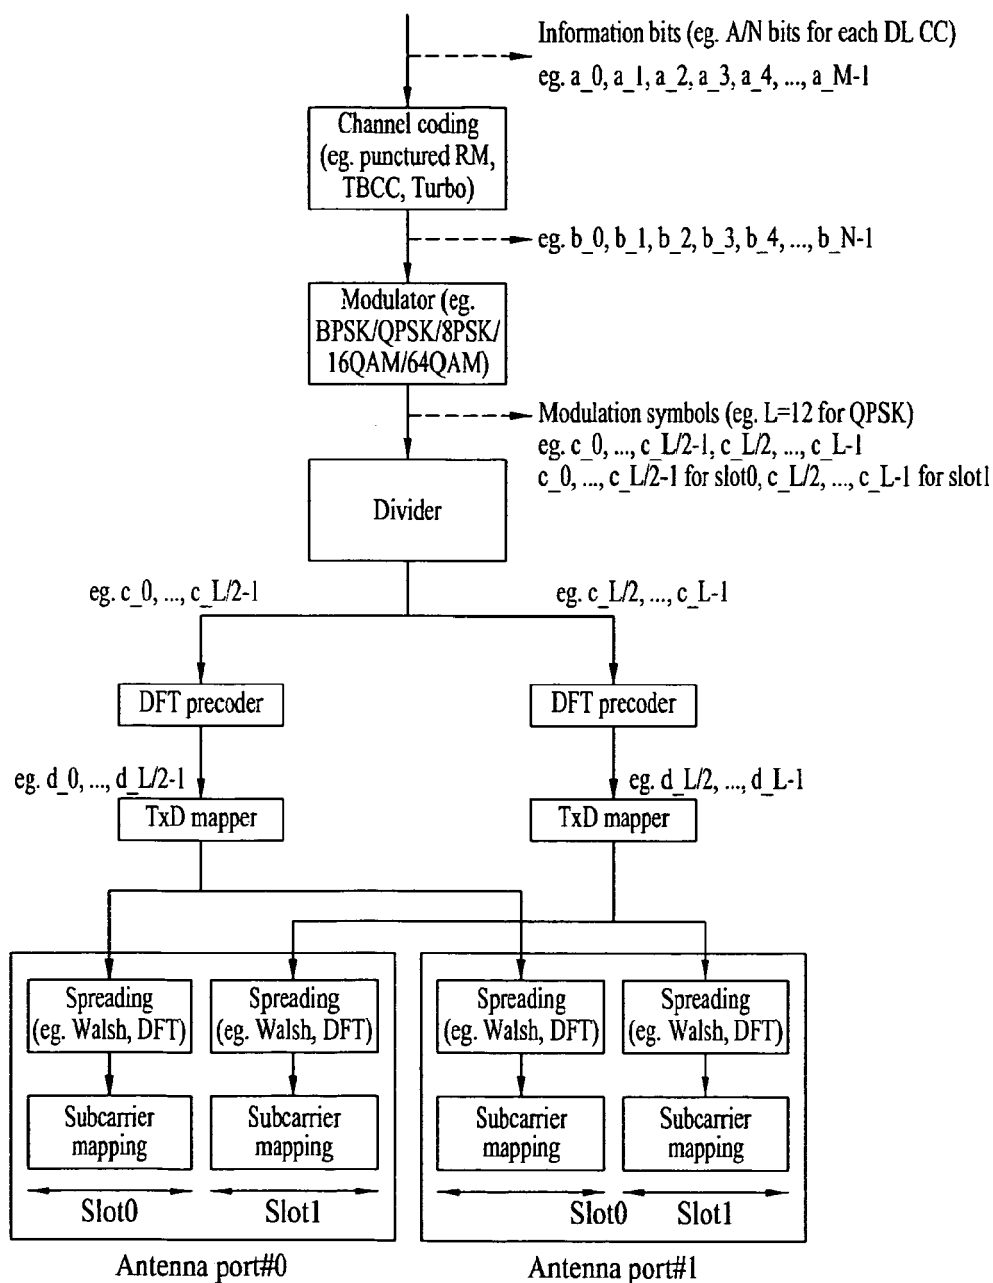 Information bits (eg. A/N bits for each DL CC)
eg. a_0, a_1, a_2, a_3, a_4, ..., a_M-1
Channel coding
(eg. punctured RM,
TBCC, Turbo)
eg. b_0, b_1, b_2, b_3, b_4, ..., b_N-1
Modulator (eg.
BPSK/QPSK/8PSK/
16QAM/64QAM)
Modulation symbols (eg. L=12 for QPSK)
eg. c_0, ..., c_L/2-1, c_L/2, ..., c_L-1
c_0, ..., c_L/2-1 for slot0, c_L/2, ..., c_L-1 for slot1
Divider
eg. c_0, ..., c_L/2-1
eg. c_L/2, ..., c_L-1
DFT precoder
DFT precoder
eg. d_0, ..., d_L/2-1
eg. d_L/2, ..., d_L-1
TxD mapper
TxD mapper
Spreading
(eg. Walsh, DFT)
Spreading
(eg. Walsh, DFT)
Spreading
(eg. Walsh, DFT)
Spreading
(eg. Walsh, DFT)
Subcarrier
mapping
Subcarrier
mapping
Subcarrier
mapping
Subcarrier
mapping
Slot0
Slot1
Slot0
Slot1
Antenna port#0
Antenna port#1